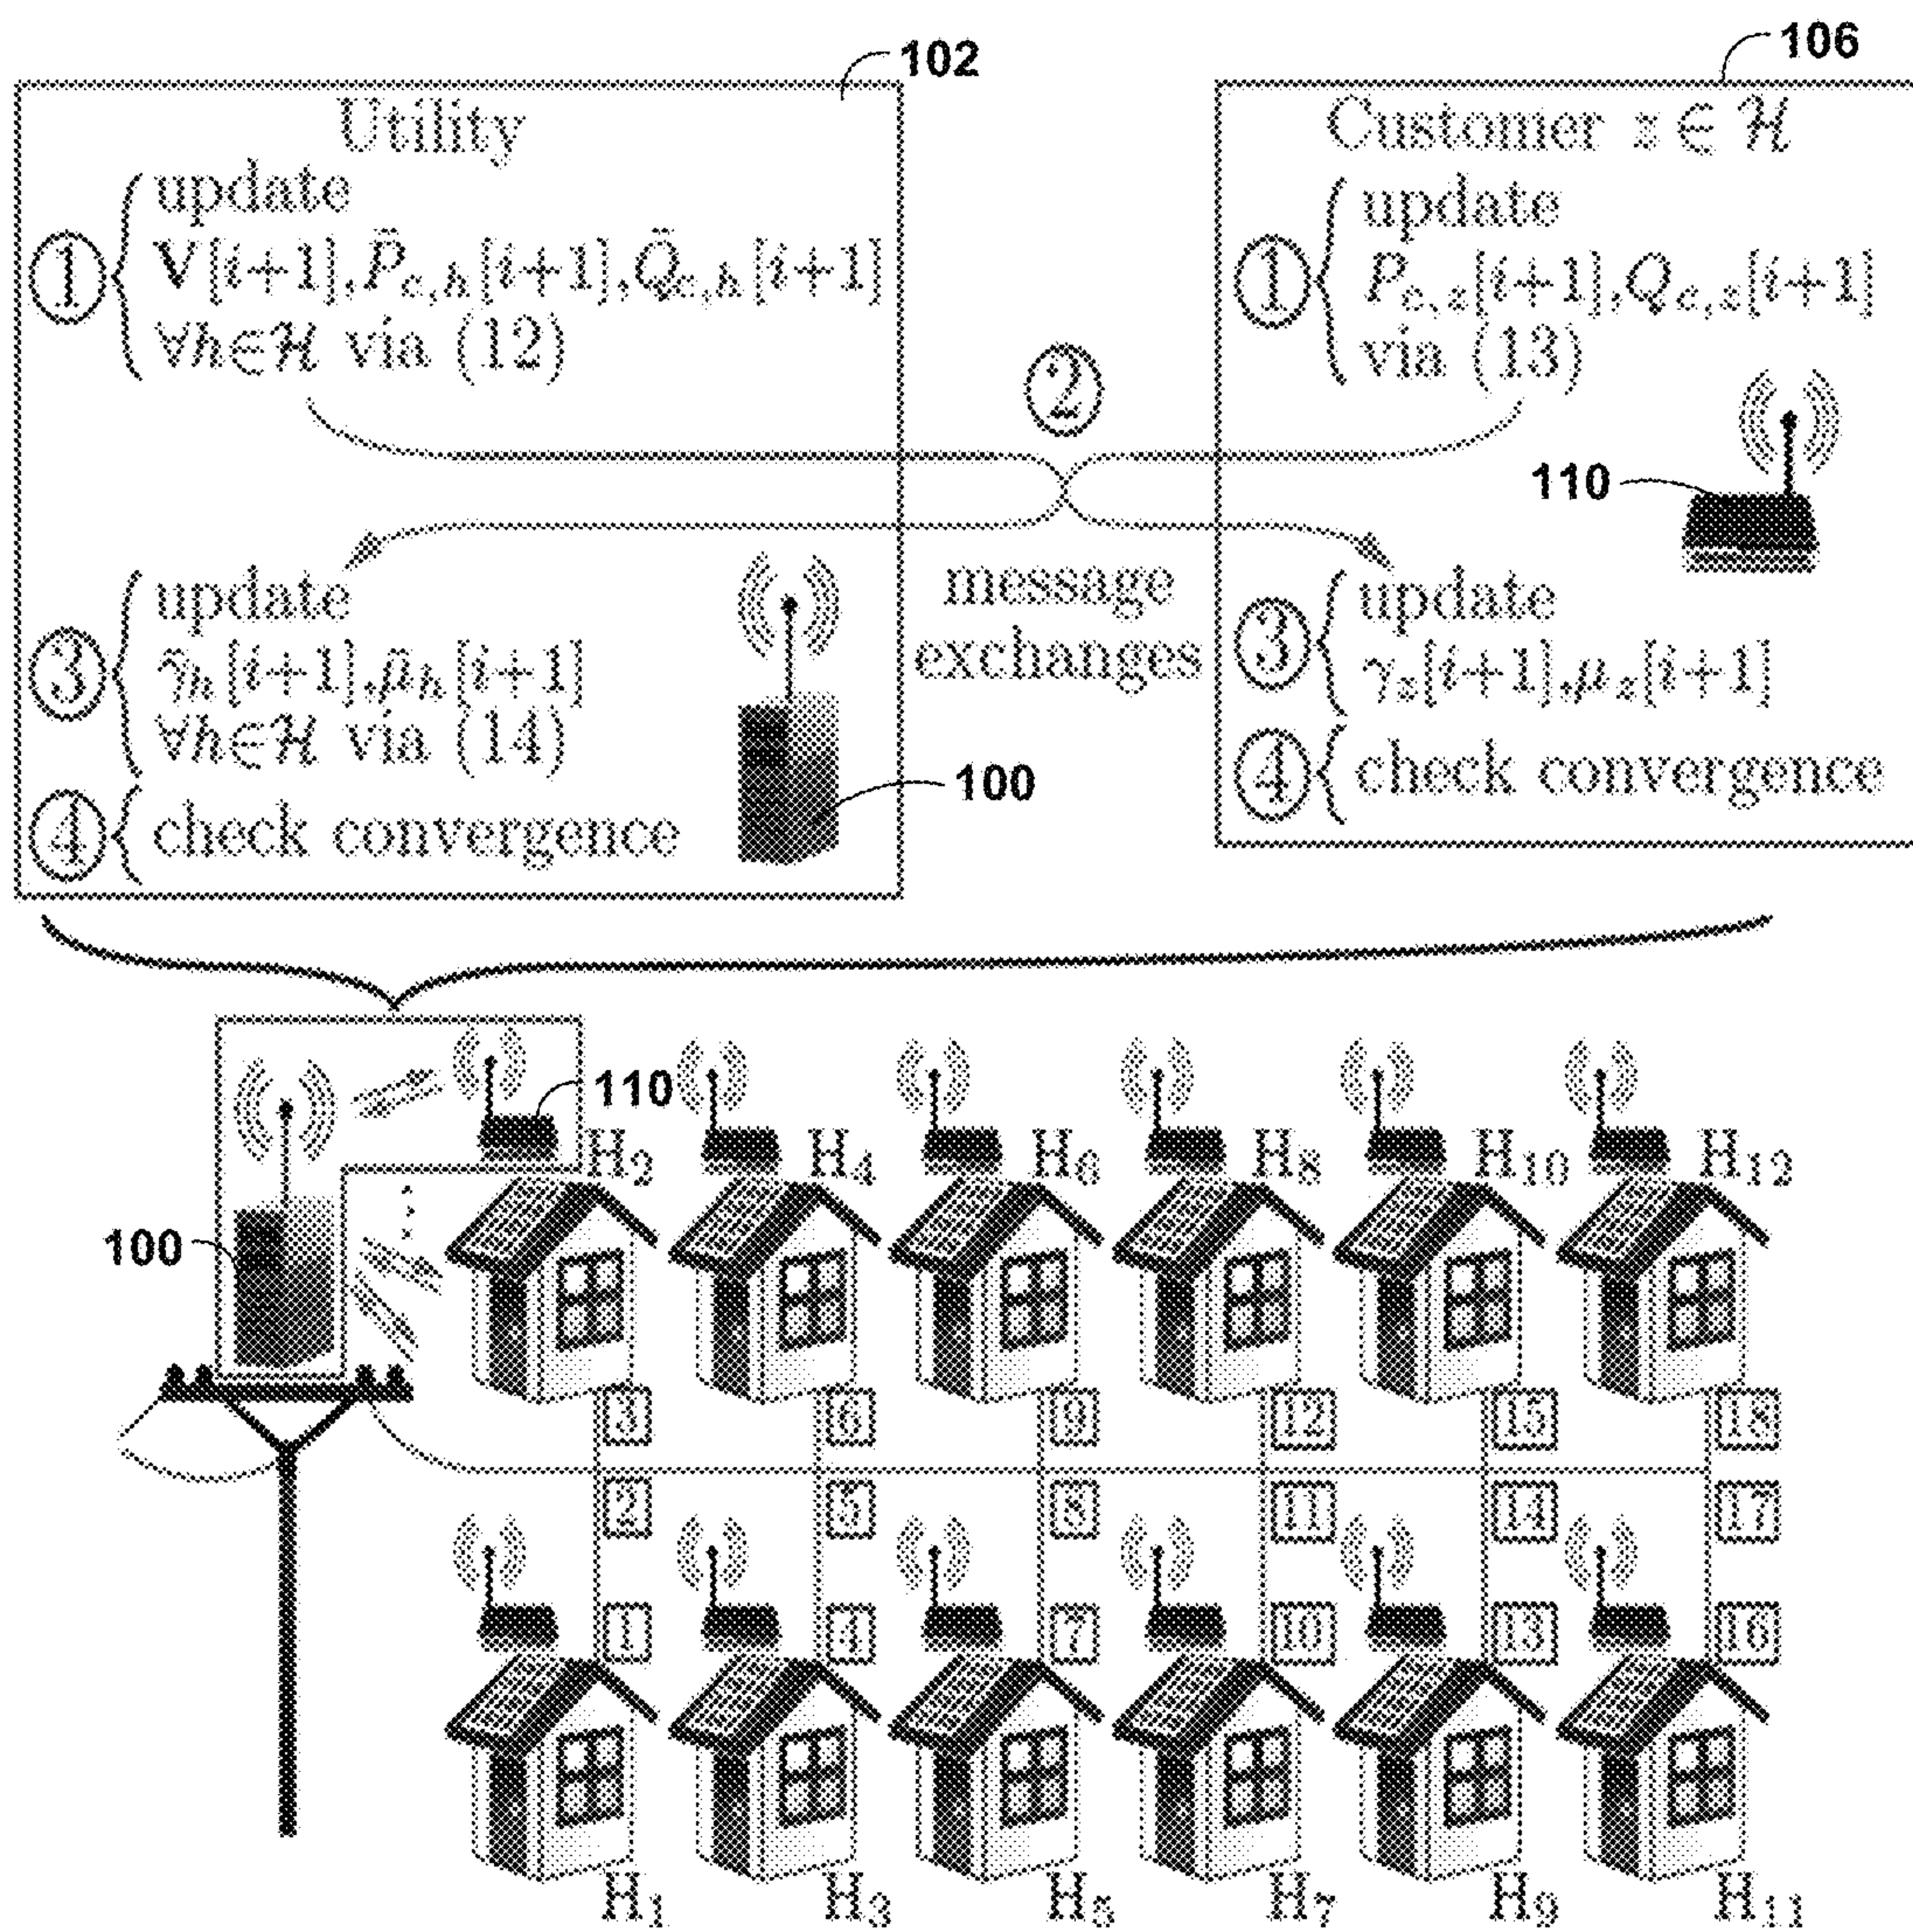 102
106
Utility
① update
V[i+1], P̄c,h[i+1], Q̄c,h[i+1]
∀h∈ℋ via (12)
Customer z ∈ ℋ
① update
Pc,z[i+1], Qc,z[i+1]
via (13)
②
110
message
exchanges
③ update
γ̄h[i+1], μ̄h[i+1]
∀h∈ℋ via (14)
④ check convergence
100
③ update
γz[i+1], μz[i+1]
④ check convergence
110
100
H2 H4 H6 H8 H10 H12
3 6 9 12 15 18
2 5 8 11 14 17
1 4 7 10 13 16
H1 H3 H5 H7 H9 H11